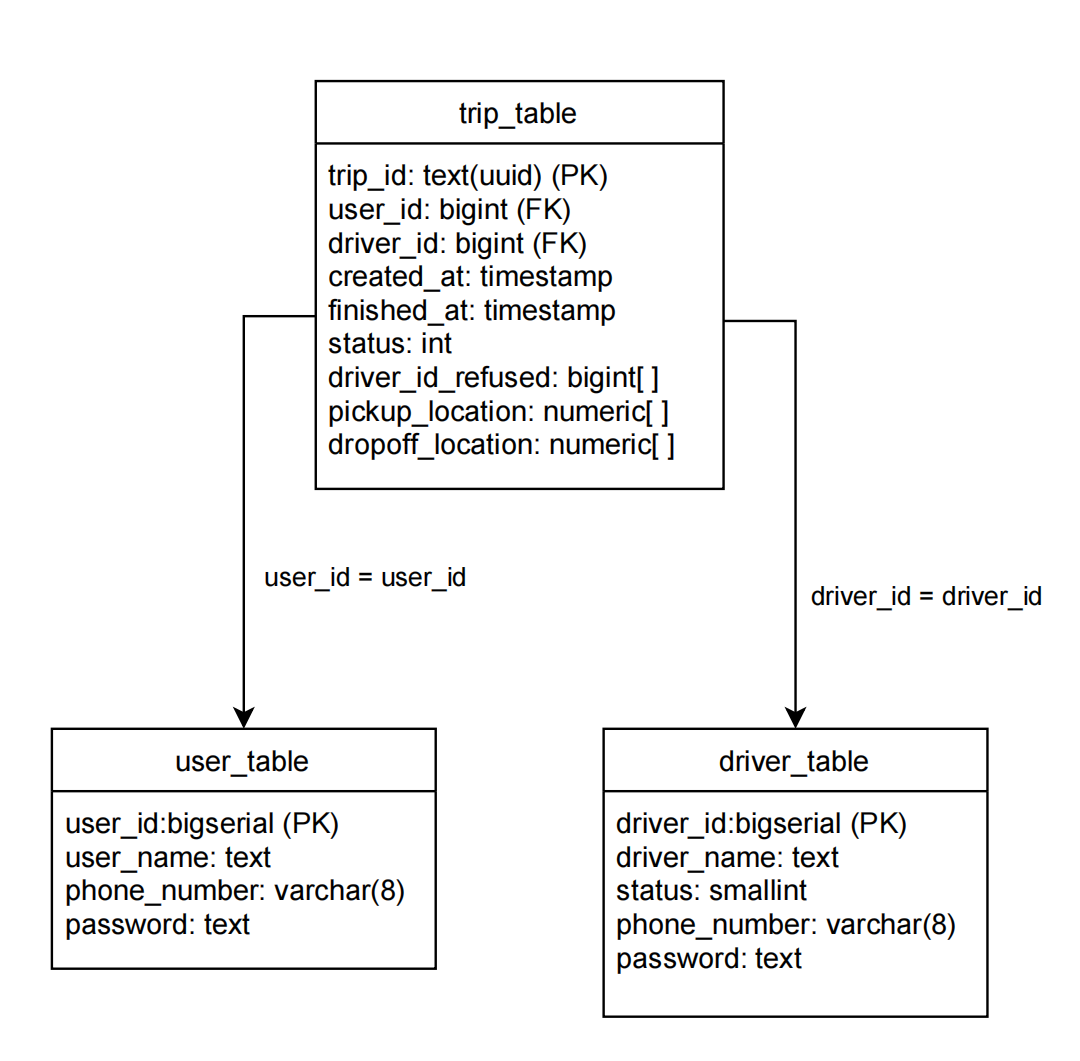 trip_table
trip_id: text(uuid) (PK)
user_id: bigint (FK)
driver_id: bigint (FK)
created_at: timestamp
finished_at: timestamp
status: int
driver_id_refused: bigint[ ]
pickup_location: numeric[ ]
dropoff_location: numeric[ ]
user_id = user_id
driver_id = driver_id
user_table
user_id:bigserial (PK)
user_name: text
phone_number: varchar(8)
password: text
driver_table
driver_id:bigserial (PK)
driver_name: text
status: smallint
phone_number: varchar(8)
password: text